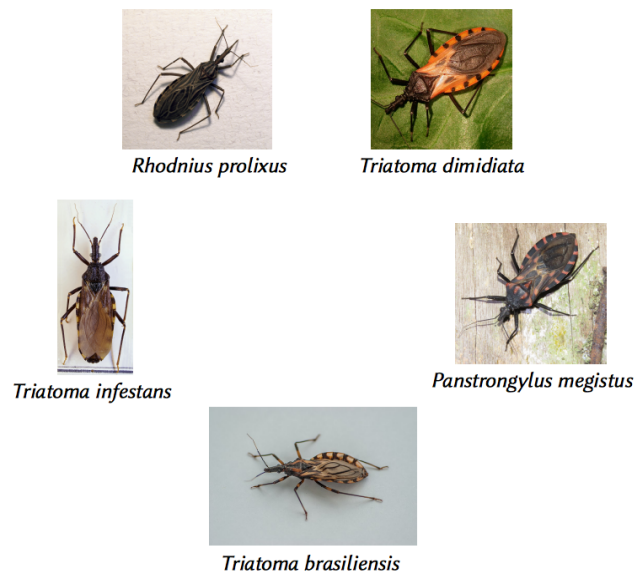 Rhodnius prolixus
Triatoma dimidiata
Triatoma infestans
Panstrongylus megistus
Triatoma brasiliensis